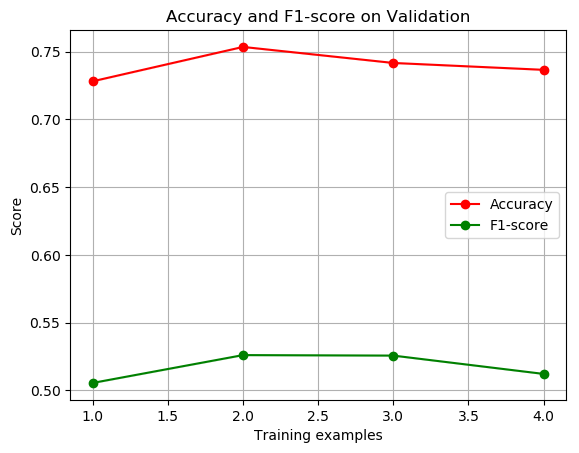 Accuracy and F1-score on Validation
0.75
0.70
0.65
0.60
0.55
0.50
Score
Accuracy
F1-score
1.0 1.5 2.0 2.5 3.0 3.5 4.0
Training examples